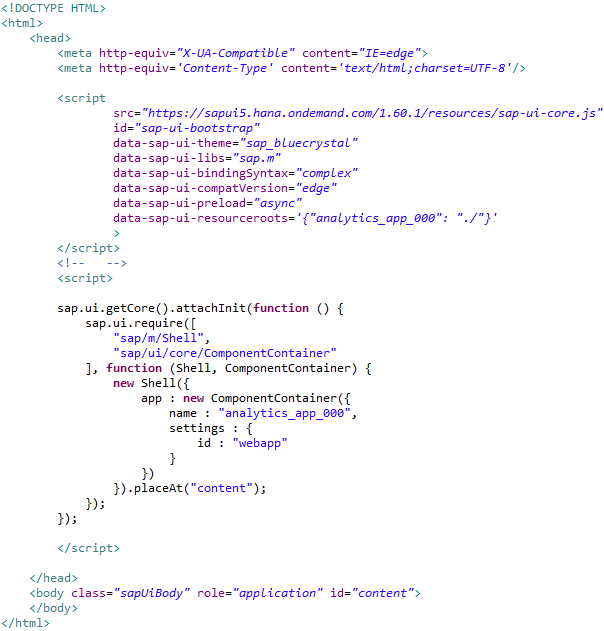 <!DOCTYPE HTML>
<html>
    <head>
        <meta http-equiv="X-UA-Compatible" content="IE=edge">
        <meta http-equiv='Content-Type' content='text/html;charset=UTF-8'/>

        <script
                src="https://sapui5.hana.ondemand.com/1.60.1/resources/sap-ui-core.js"
                id="sap-ui-bootstrap"
                data-sap-ui-theme="sap_bluecrystal"
                data-sap-ui-libs="sap.m"
                data-sap-ui-bindingSyntax="complex"
                data-sap-ui-compatVersion="edge"
                data-sap-ui-preload="async"
                data-sap-ui-resourceroots='{"analytics_app_000": "./"}'
                >
        </script>
        <!--   -->
        <script>

        sap.ui.getCore().attachInit(function () {
            sap.ui.require([
                "sap/m/Shell",
                "sap/ui/core/ComponentContainer"
            ], function (Shell, ComponentContainer) {
                new Shell({
                    app : new ComponentContainer({
                        name : "analytics_app_000",
                        settings : {
                            id : "webapp"
                        }
                    })
                }).placeAt("content");
            });
        });

        </script>

    </head>
    <body class="sapUiBody" role="application" id="content">
    </body>
</html>